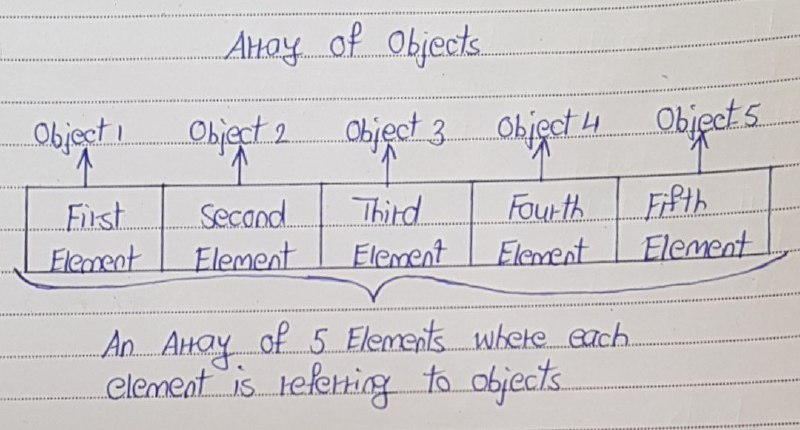 Array of Objects
Object 1 Object 2 Object 3 Object 4 Object 5
First Second Third Fourth Fifth
Element Element Element Element Element
An Array of 5 Elements where each
element is referring to objects